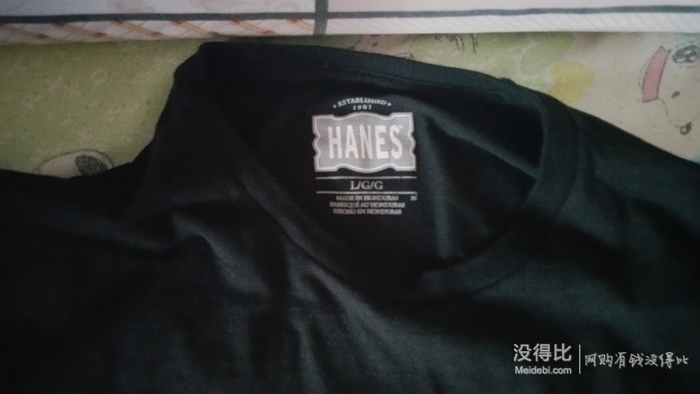 ESTABLISHED
1901
HANES
L/G/G
MADE IN HONDURAS
FABRIQUÉ AU HONDURAS
HECHO EN HONDURAS
没得比 网购有钱没得比
Meidebi.com